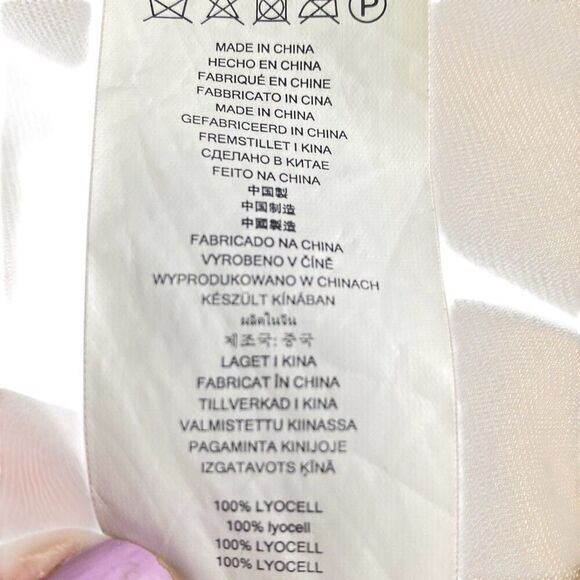 P
MADE IN CHINA
HECHO EN CHINA
FABRIQUÉ EN CHINE
FABBRICATO IN CINA
MADE IN CHINA
GEFABRICEERD IN CHINA
FREMSTILLET I KINA
СДЕЛАНО В КИТАЕ
FEITO NA CHINA
中国製
中国制造
中國製造
FABRICADO NA CHINA
VYROBENO V ČÍNĚ
WYPRODUKOWANO W CHINACH
KÉSZÜLT KÍNÁBAN
ผลิตในจีน
제조국: 중국
LAGET I KINA
FABRICAT ÎN CHINA
TILLVERKAD I KINA
VALMISTETTU KIINASSA
PAGAMINTA KINIJOJE
IZGATAVOTS ĶĪNĀ
100% LYOCELL
100% lyocell
100% LYOCELL
100% LYOCELL